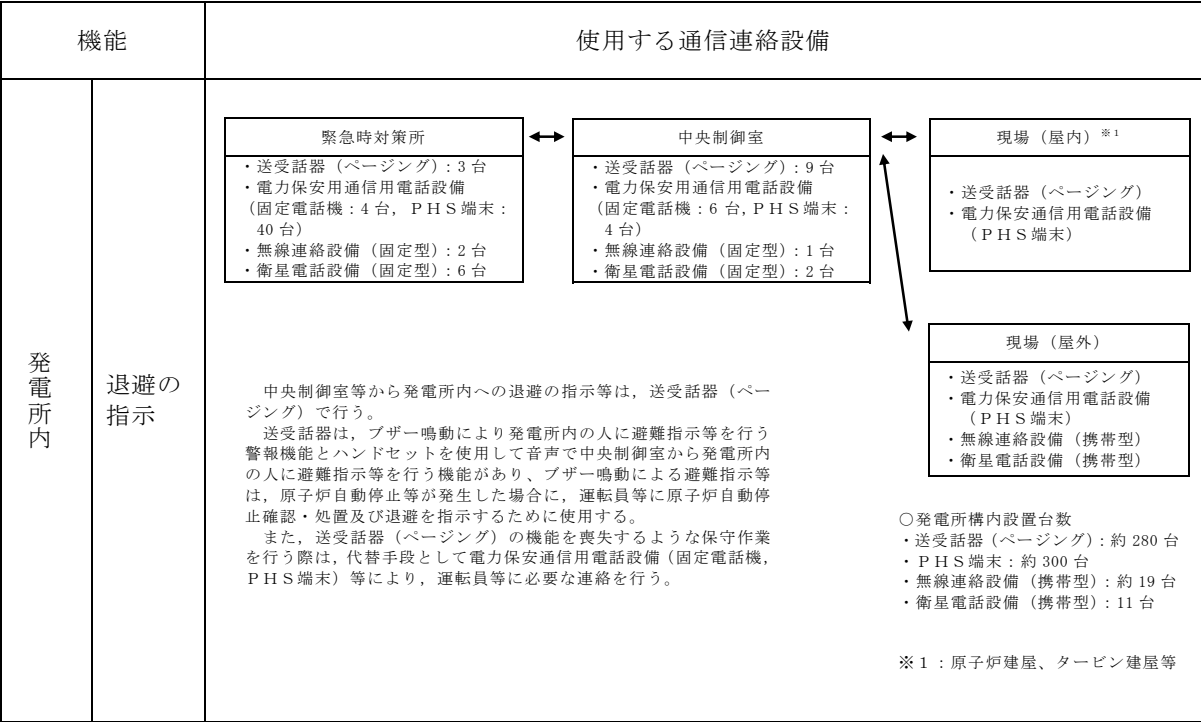 機能
使用する通信連絡設備
発電所内
退避の
指示
緊急時対策所
・送受話器（ページング）：3 台
・電力保安用通信用電話設備
（固定電話機：4 台，ＰＨＳ端末：
40 台）
・無線連絡設備（固定型）：2 台
・衛星電話設備（固定型）：6 台
中央制御室
・送受話器（ページング）：9 台
・電力保安用通信用電話設備
（固定電話機：6 台，ＰＨＳ端末：
4 台）
・無線連絡設備（固定型）：1 台
・衛星電話設備（固定型）：2 台
現場（屋内）※１
・送受話器（ページング）
・電力保安通信用電話設備
（ＰＨＳ端末）
現場（屋外）
・送受話器（ページング）
・電力保安通信用電話設備
（ＰＨＳ端末）
・無線連絡設備（携帯型）
・衛星電話設備（携帯型）
中央制御室等から発電所内への退避の指示等は，送受話器（ペー
ジング）で行う。
送受話器は，ブザー鳴動により発電所内の人に避難指示等を行う
警報機能とハンドセットを使用して音声で中央制御室から発電所内
の人に避難指示等を行う機能があり、ブザー鳴動による避難指示等
は，原子炉自動停止等が発生した場合に，運転員等に原子炉自動停
止確認・処置及び退避を指示するために使用する。
また，送受話器（ページング）の機能を喪失するような保守作業
を行う際は，代替手段として電力保安通信用電話設備（固定電話機，
ＰＨＳ端末）等により，運転員等に必要な連絡を行う。
○発電所構内設置台数
・送受話器（ページング）：約 280 台
・ＰＨＳ端末：約 300 台
・無線連絡設備（携帯型）：約 19 台
・衛星電話設備（携帯型）：11 台
※１：原子炉建屋、タービン建屋等